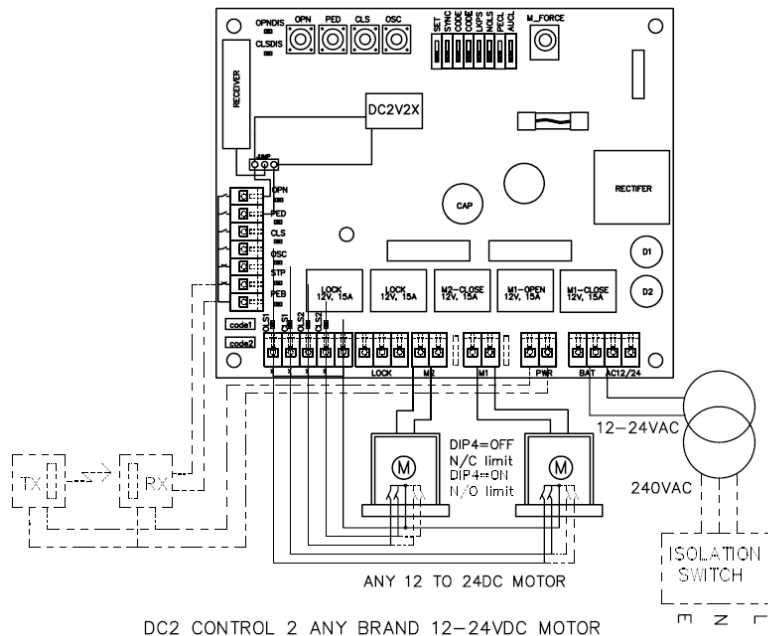 OPNDIS
CLSDIS
OPN PED CLS OSC
SET
SYNC
CODE
CODE
LKPS
NOLS
PECL
AUCL
M_FORCE
RECEIVER
DC2V2X
JUMP
RECTIFER
CAP
OPN
PED
CLS
OSC
STP
PEB
D1
D2
LOCK
12V, 15A
LOCK
12V, 15A
M2-CLOSE
12V, 15A
M1-OPEN
12V, 15A
M1-CLOSE
12V, 15A
code1
code2
OLS1
CLS1
OLS2
CLS2
LOCK M2 M1 PWR BAT AC12/24
12-24VAC
DIP4=OFF
N/C limit
DIP4=ON
N/O limit
M
M
TX
RX
240VAC
ISOLATION
SWITCH
ANY 12 TO 24DC MOTOR
E N L
DC2 CONTROL 2 ANY BRAND 12-24VDC MOTOR